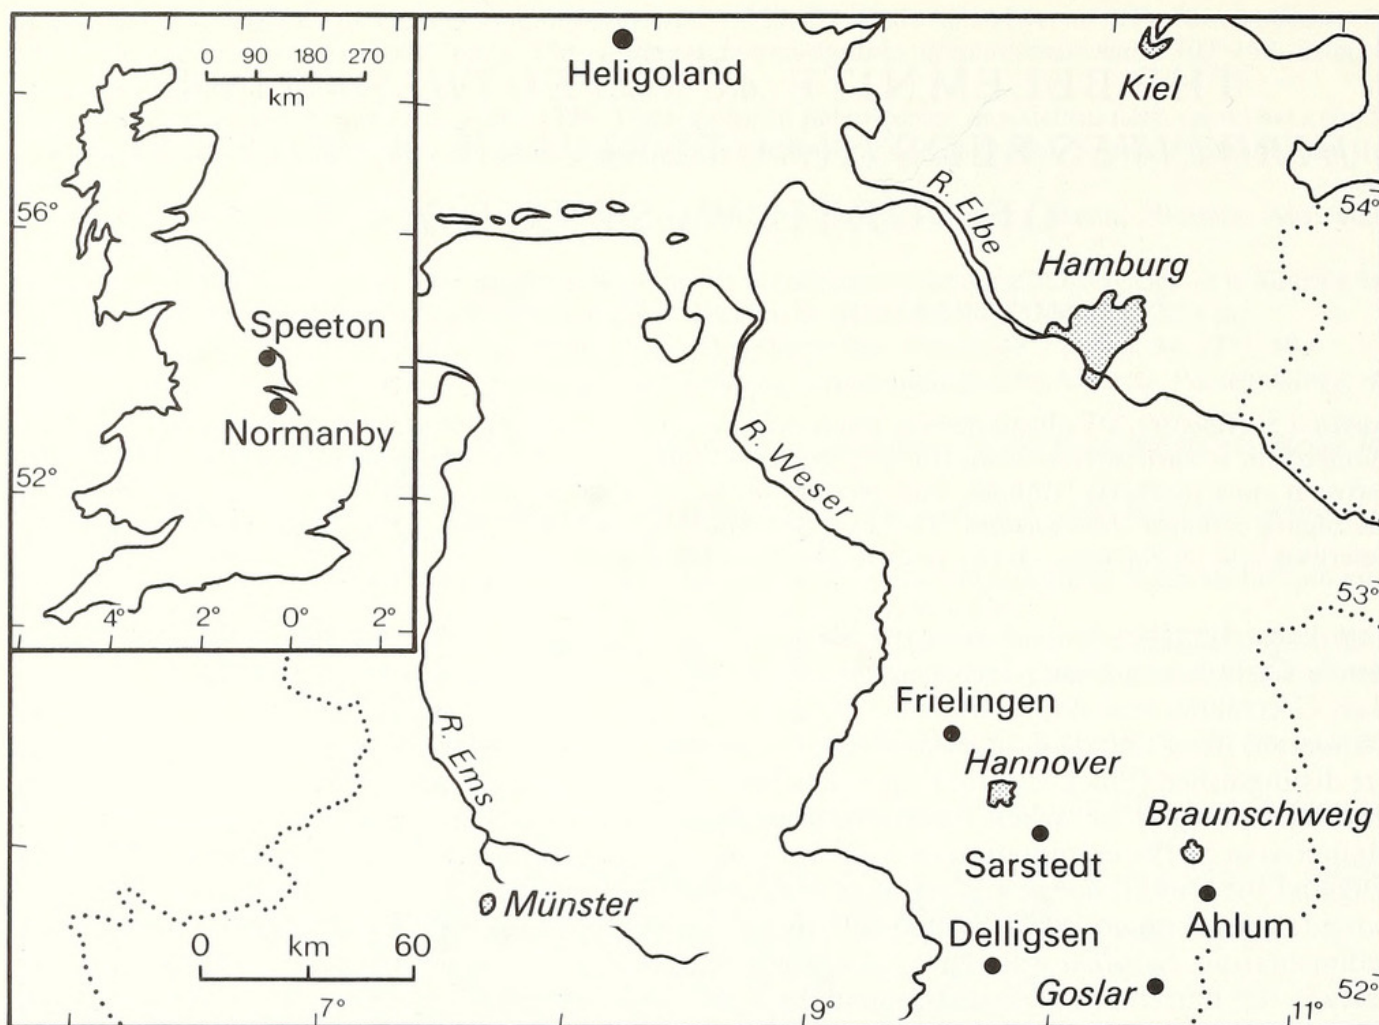 0 90 180 270
km
56°
Speeton
Normanby
52°
4° 2° 0° 2°
Heligoland
Kiel
54°
R. Elbe
Hamburg
R. Weser
53°
Frielingen
Hannover
R. Ems
Braunschweig
Sarstedt
Münster
Ahlum
Delligsen
0 km 60
Goslar
52°
7° 9° 11°